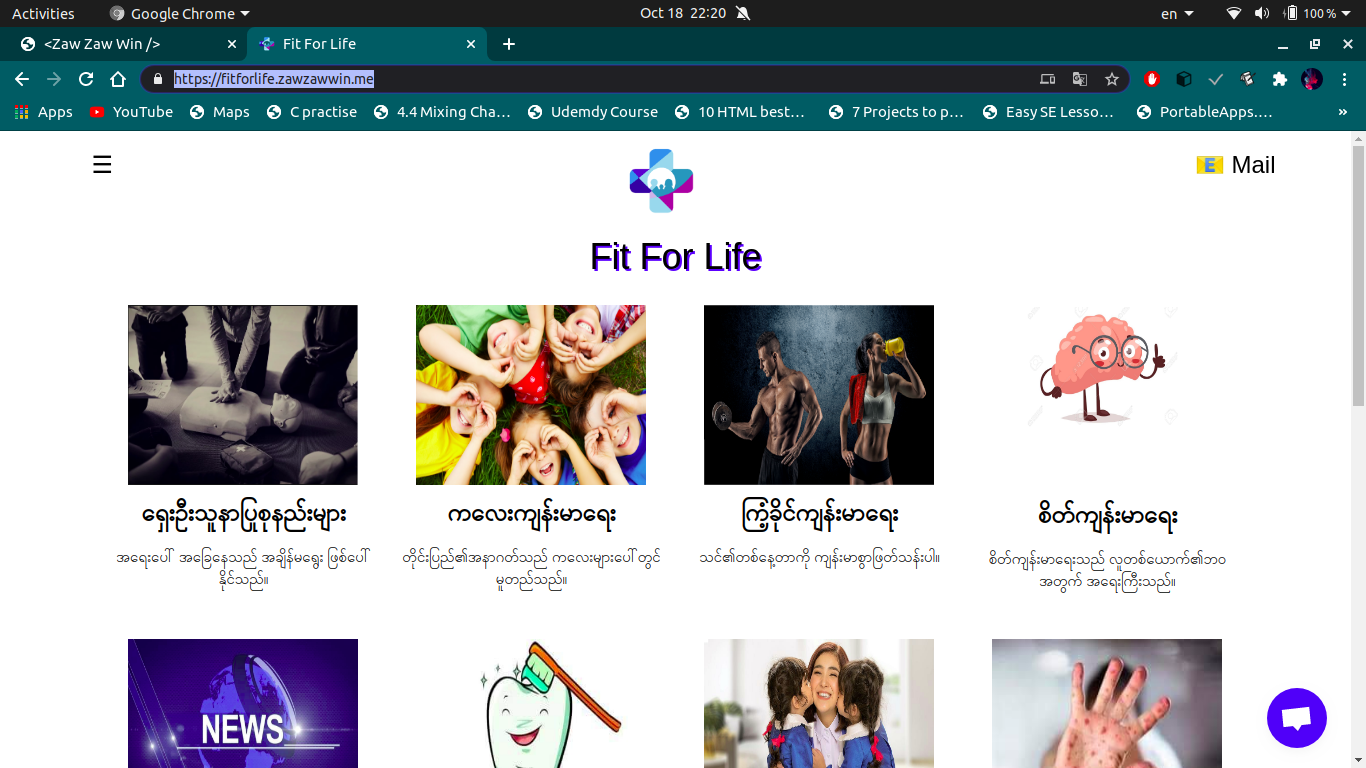 Activities
Google Chrome
Oct 18 22:20
en
100 %
<Zaw Zaw Win />
Fit For Life
https://fitforlife.zawzawwin.me
Apps
YouTube
Maps
C practise
4.4 Mixing Cha…
Udemdy Course
10 HTML best…
7 Projects to p…
Easy SE Lesso…
PortableApps.…
»
☰
E Mail
Fit For Life
ရှေးဦးသူနာပြုစုနည်းများ
ကလေးကျန်းမာရေး
ကြံ့ခိုင်ကျန်းမာရေး
စိတ်ကျန်းမာရေး
အရေးပေါ် အခြေနေသည် အချိန်မရွေး ဖြစ်ပေါ်
နိုင်သည်။
တိုင်းပြည်၏အနာဂတ်သည် ကလေးများပေါ်တွင်
မူတည်သည်။
သင်၏တစ်နေ့တာကို ကျန်းမာစွာဖြတ်သန်းပါ။
စိတ်ကျန်းမာရေးသည် လူတစ်ယောက်၏ဘဝ
အတွက် အရေးကြီးသည်။
NEWS